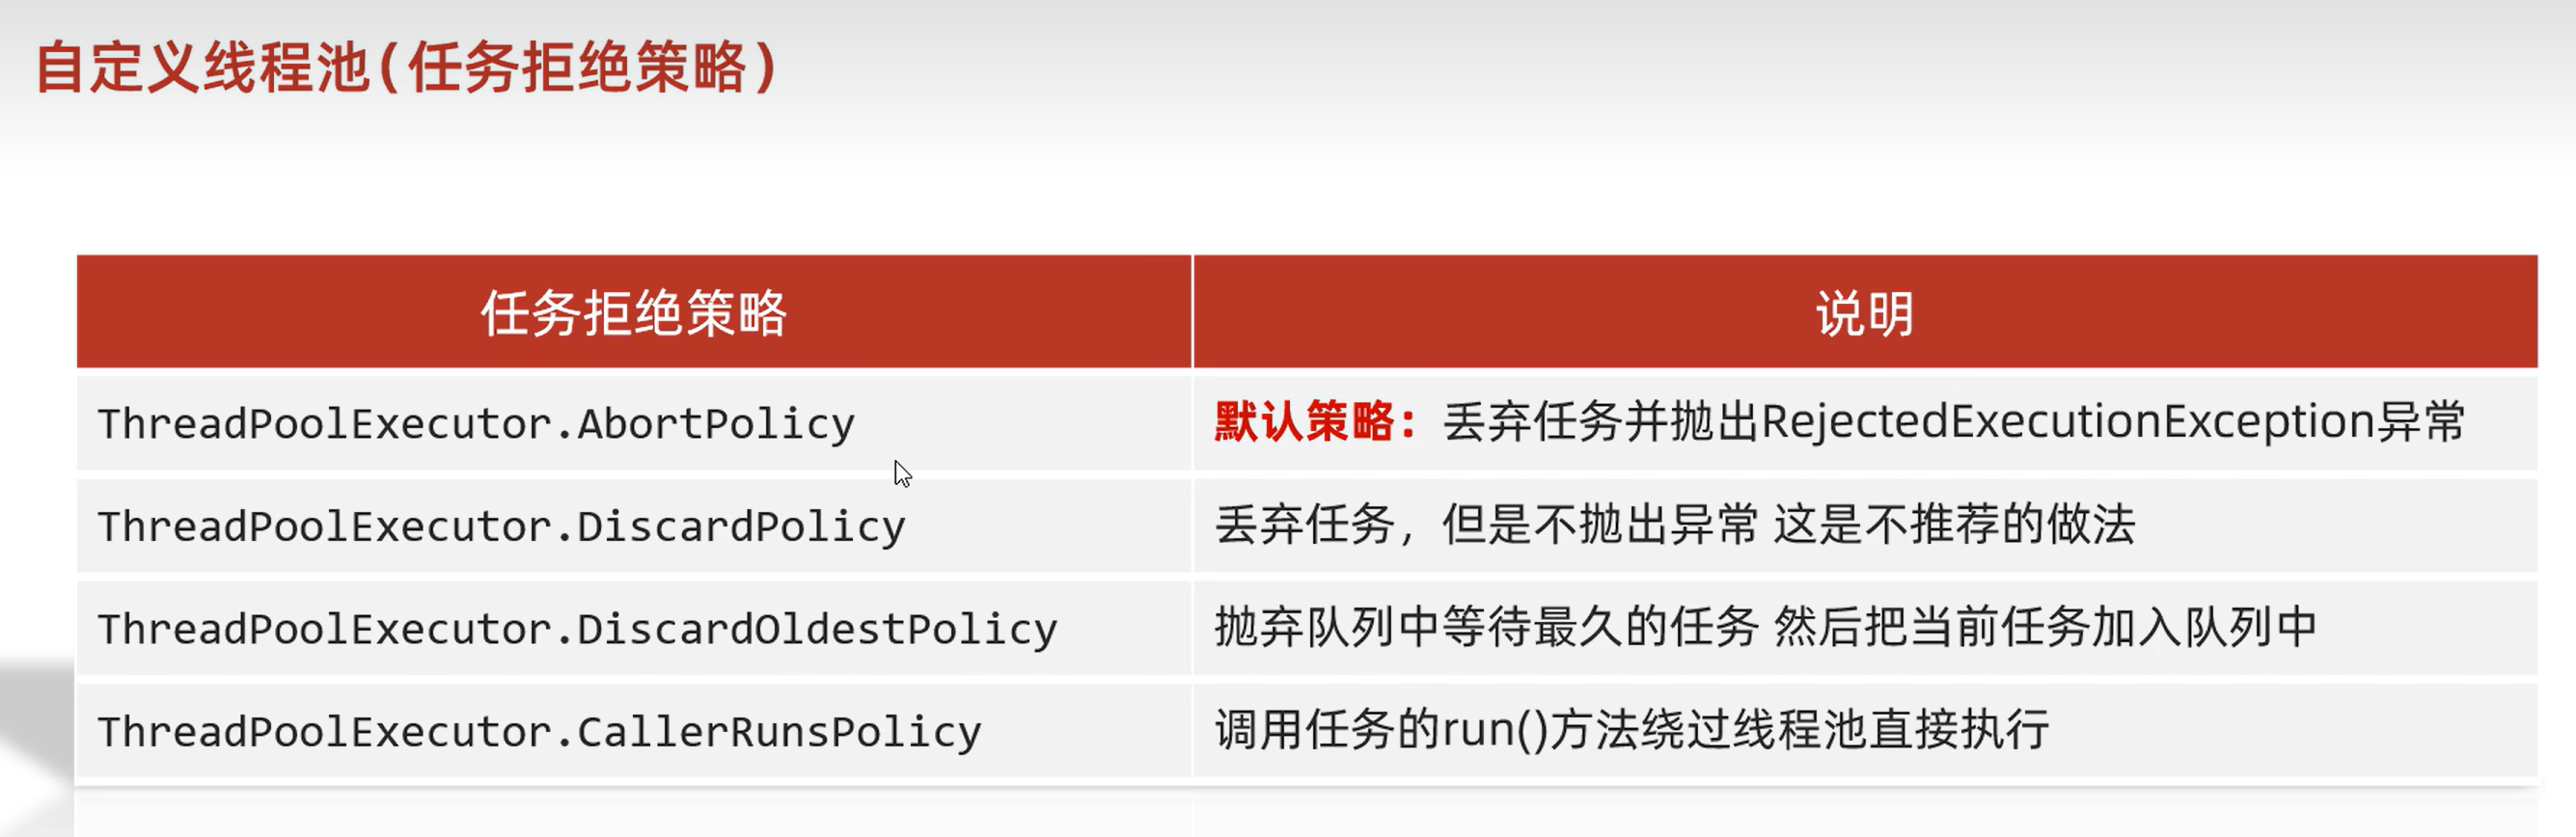 自定义线程池(任务拒绝策略)
任务拒绝策略 说明
ThreadPoolExecutor.AbortPolicy 默认策略：丢弃任务并抛出RejectedExecutionException异常
ThreadPoolExecutor.DiscardPolicy 丢弃任务，但是不抛出异常 这是不推荐的做法
ThreadPoolExecutor.DiscardOldestPolicy 抛弃队列中等待最久的任务 然后把当前任务加入队列中
ThreadPoolExecutor.CallerRunsPolicy 调用任务的run()方法绕过线程池直接执行